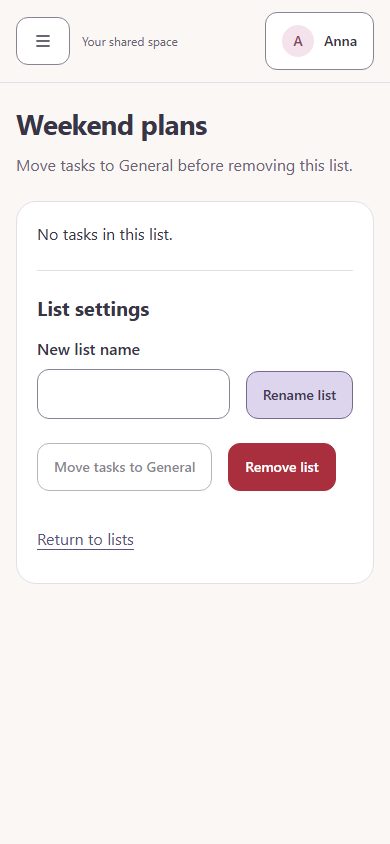 Your shared space
A
Anna
Weekend plans
Move tasks to General before removing this list.
No tasks in this list.
List settings
New list name
Rename list
Move tasks to General
Remove list
Return to lists